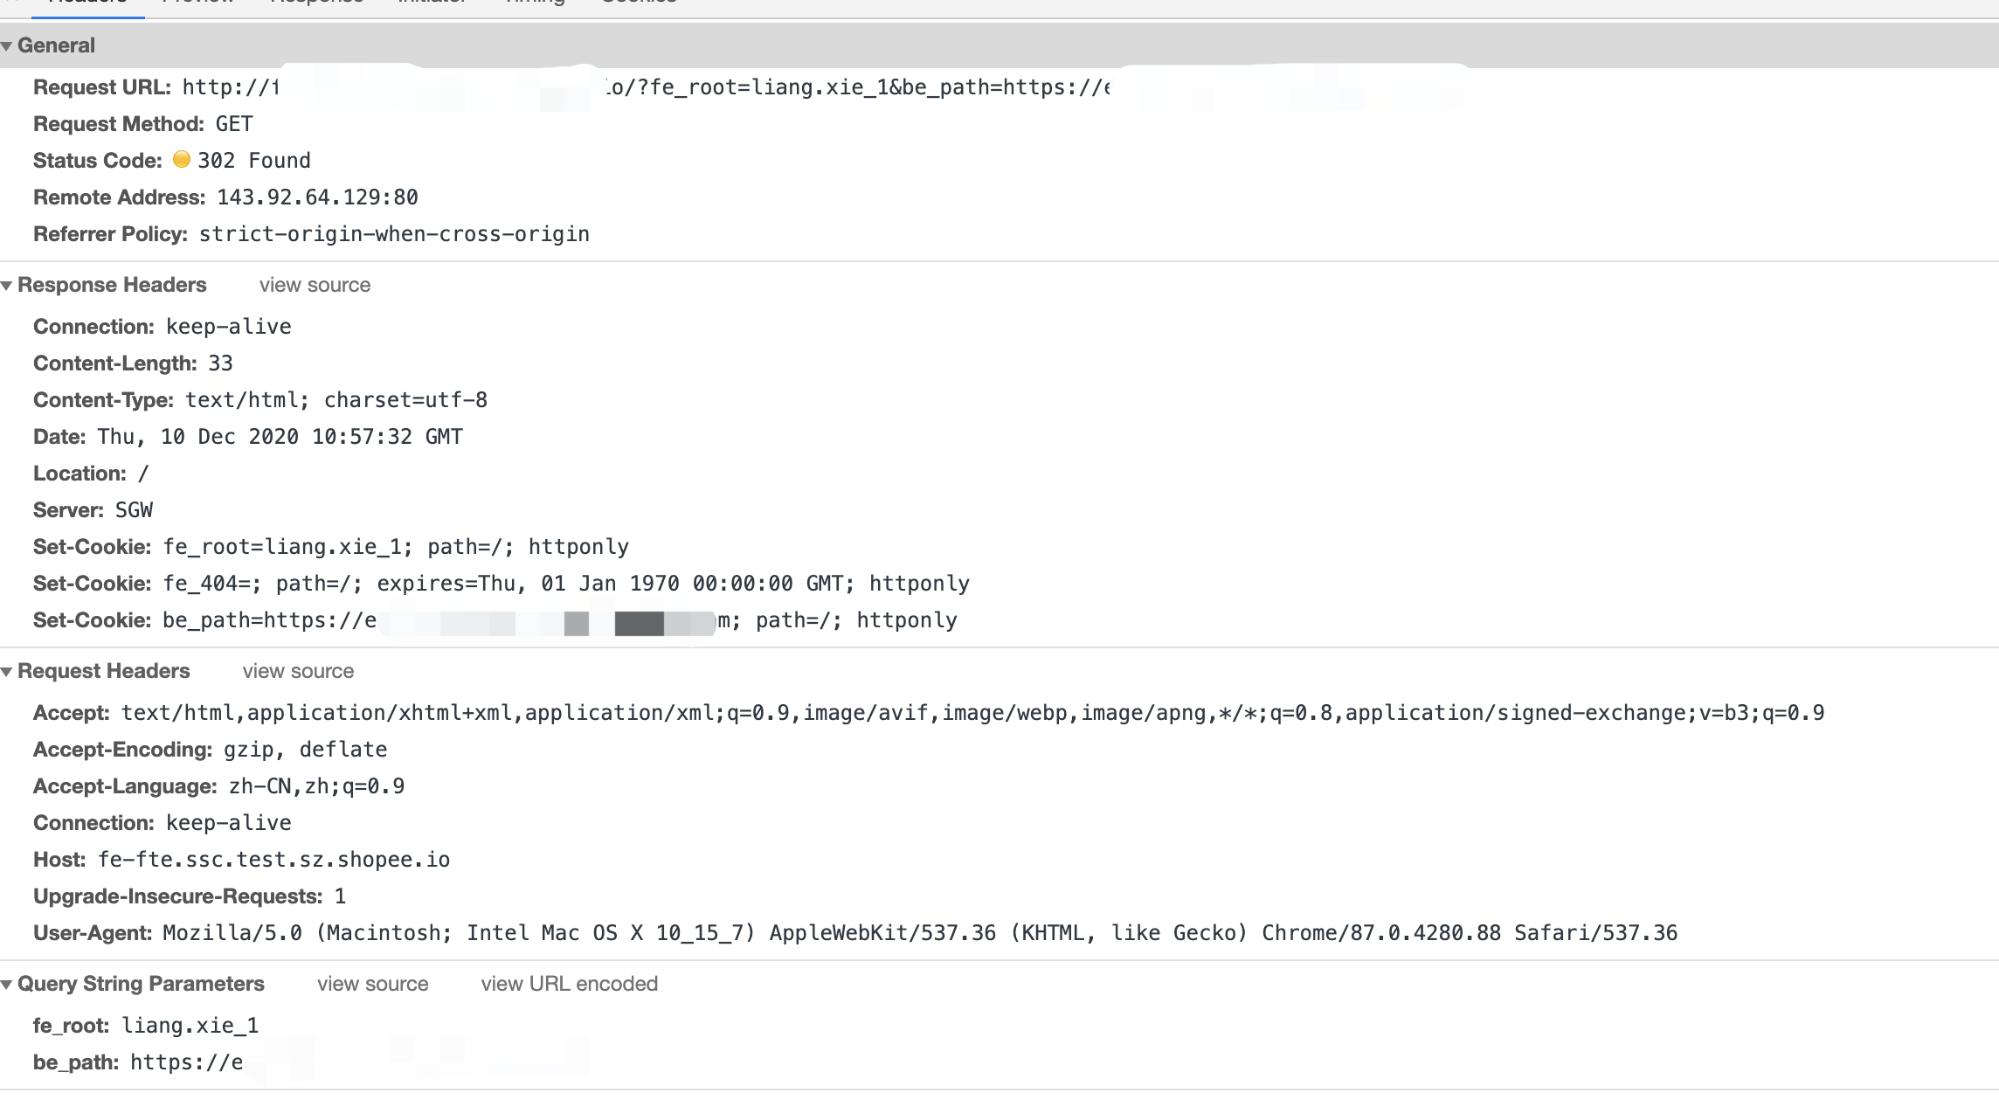 Headers Preview Response Initiator Timing Cookies
General
Request URL: http://f io/?fe_root=liang.xie_1&be_path=https://e
Request Method: GET
Status Code: 302 Found
Remote Address: 143.92.64.129:80
Referrer Policy: strict-origin-when-cross-origin
Response Headers view source
Connection: keep-alive
Content-Length: 33
Content-Type: text/html; charset=utf-8
Date: Thu, 10 Dec 2020 10:57:32 GMT
Location: /
Server: SGW
Set-Cookie: fe_root=liang.xie_1; path=/; httponly
Set-Cookie: fe_404=; path=/; expires=Thu, 01 Jan 1970 00:00:00 GMT; httponly
Set-Cookie: be_path=https://e m; path=/; httponly
Request Headers view source
Accept: text/html,application/xhtml+xml,application/xml;q=0.9,image/avif,image/webp,image/apng,*/*;q=0.8,application/signed-exchange;v=b3;q=0.9
Accept-Encoding: gzip, deflate
Accept-Language: zh-CN,zh;q=0.9
Connection: keep-alive
Host: fe-fte.ssc.test.sz.shopee.io
Upgrade-Insecure-Requests: 1
User-Agent: Mozilla/5.0 (Macintosh; Intel Mac OS X 10_15_7) AppleWebKit/537.36 (KHTML, like Gecko) Chrome/87.0.4280.88 Safari/537.36
Query String Parameters view source view URL encoded
fe_root: liang.xie_1
be_path: https://e